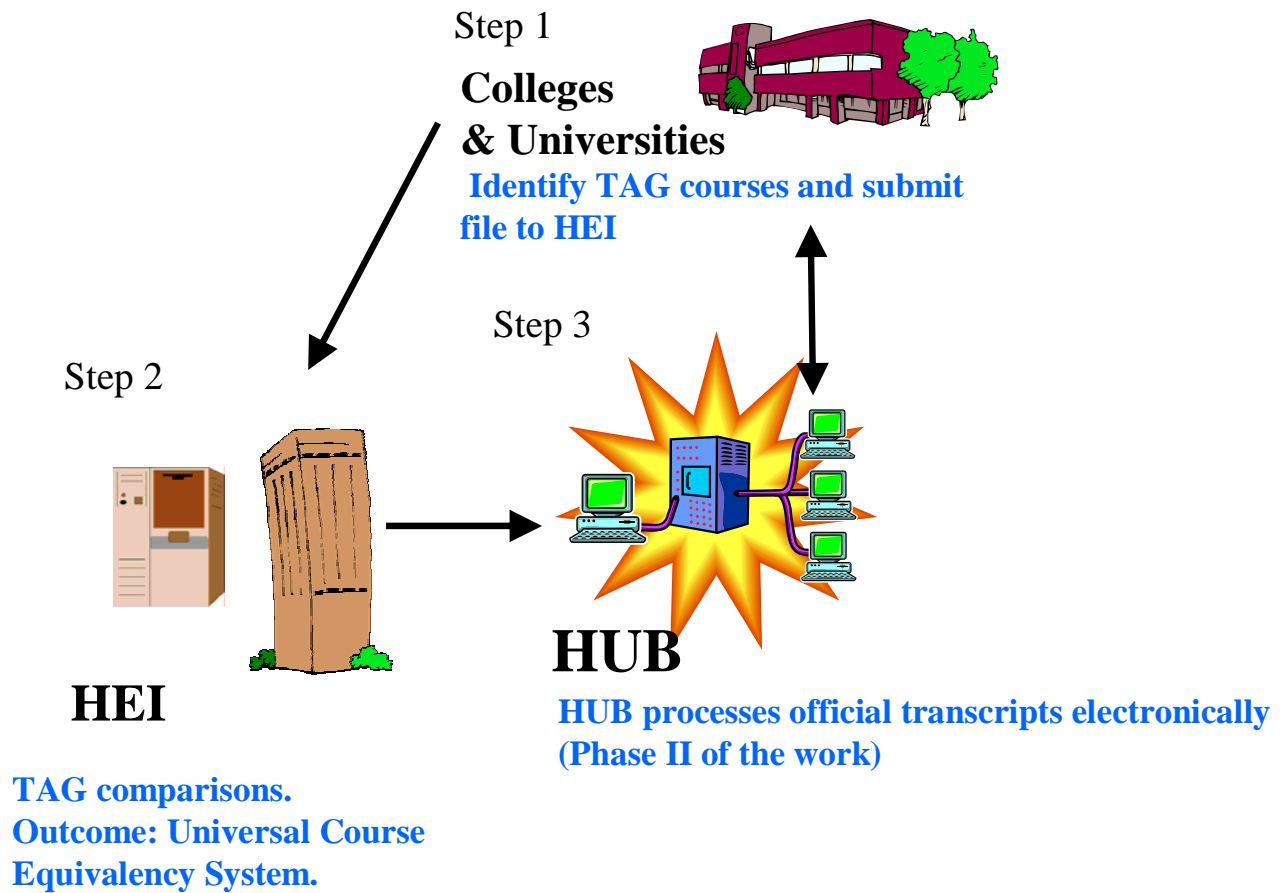 Step 1
Colleges
& Universities
Identify TAG courses and submit
file to HEI
Step 2
HEI
TAG comparisons.
Outcome: Universal Course
Equivalency System.
Step 3
HUB
HUB processes official transcripts electronically
(Phase II of the work)